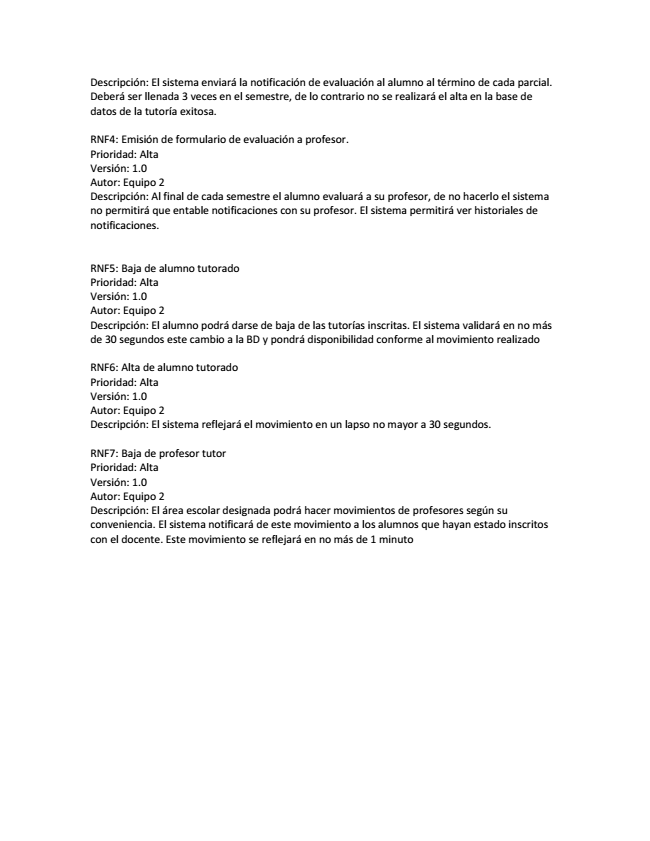 Descripción: El sistema enviará la notificación de evaluación al alumno al término de cada parcial.
Deberá ser llenada 3 veces en el semestre, de lo contrario no se realizará el alta en la base de
datos de la tutoría exitosa.
RNF4: Emisión de formulario de evaluación a profesor.
Prioridad: Alta
Versión: 1.0
Autor: Equipo 2
Descripción: Al final de cada semestre el alumno evaluará a su profesor, de no hacerlo el sistema
no permitirá que entable notificaciones con su profesor. El sistema permitirá ver historiales de
notificaciones.
RNF5: Baja de alumno tutorado
Prioridad: Alta
Versión: 1.0
Autor: Equipo 2
Descripción: El alumno podrá darse de baja de las tutorías inscritas. El sistema validará en no más
de 30 segundos este cambio a la BD y pondrá disponibilidad conforme al movimiento realizado
RNF6: Alta de alumno tutorado
Prioridad: Alta
Versión: 1.0
Autor: Equipo 2
Descripción: El sistema reflejará el movimiento en un lapso no mayor a 30 segundos.
RNF7: Baja de profesor tutor
Prioridad: Alta
Versión: 1.0
Autor: Equipo 2
Descripción: El área escolar designada podrá hacer movimientos de profesores según su
conveniencia. El sistema notificará de este movimiento a los alumnos que hayan estado inscritos
con el docente. Este movimiento se reflejará en no más de 1 minuto